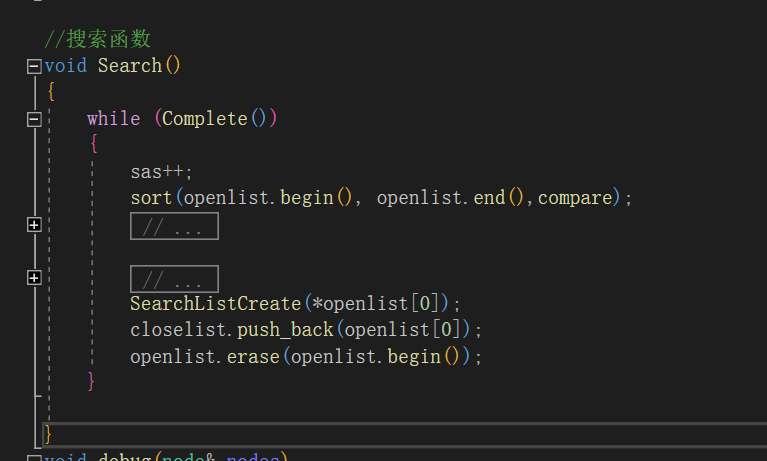 //搜索函数
void Search()
{
while (Complete())
{
sas++;
sort(openlist.begin(), openlist.end(),compare);
// ...
// ...
SearchListCreate(*openlist[0]);
closelist.push_back(openlist[0]);
openlist.erase(openlist.begin());
}
}
void debug(node& nodes)